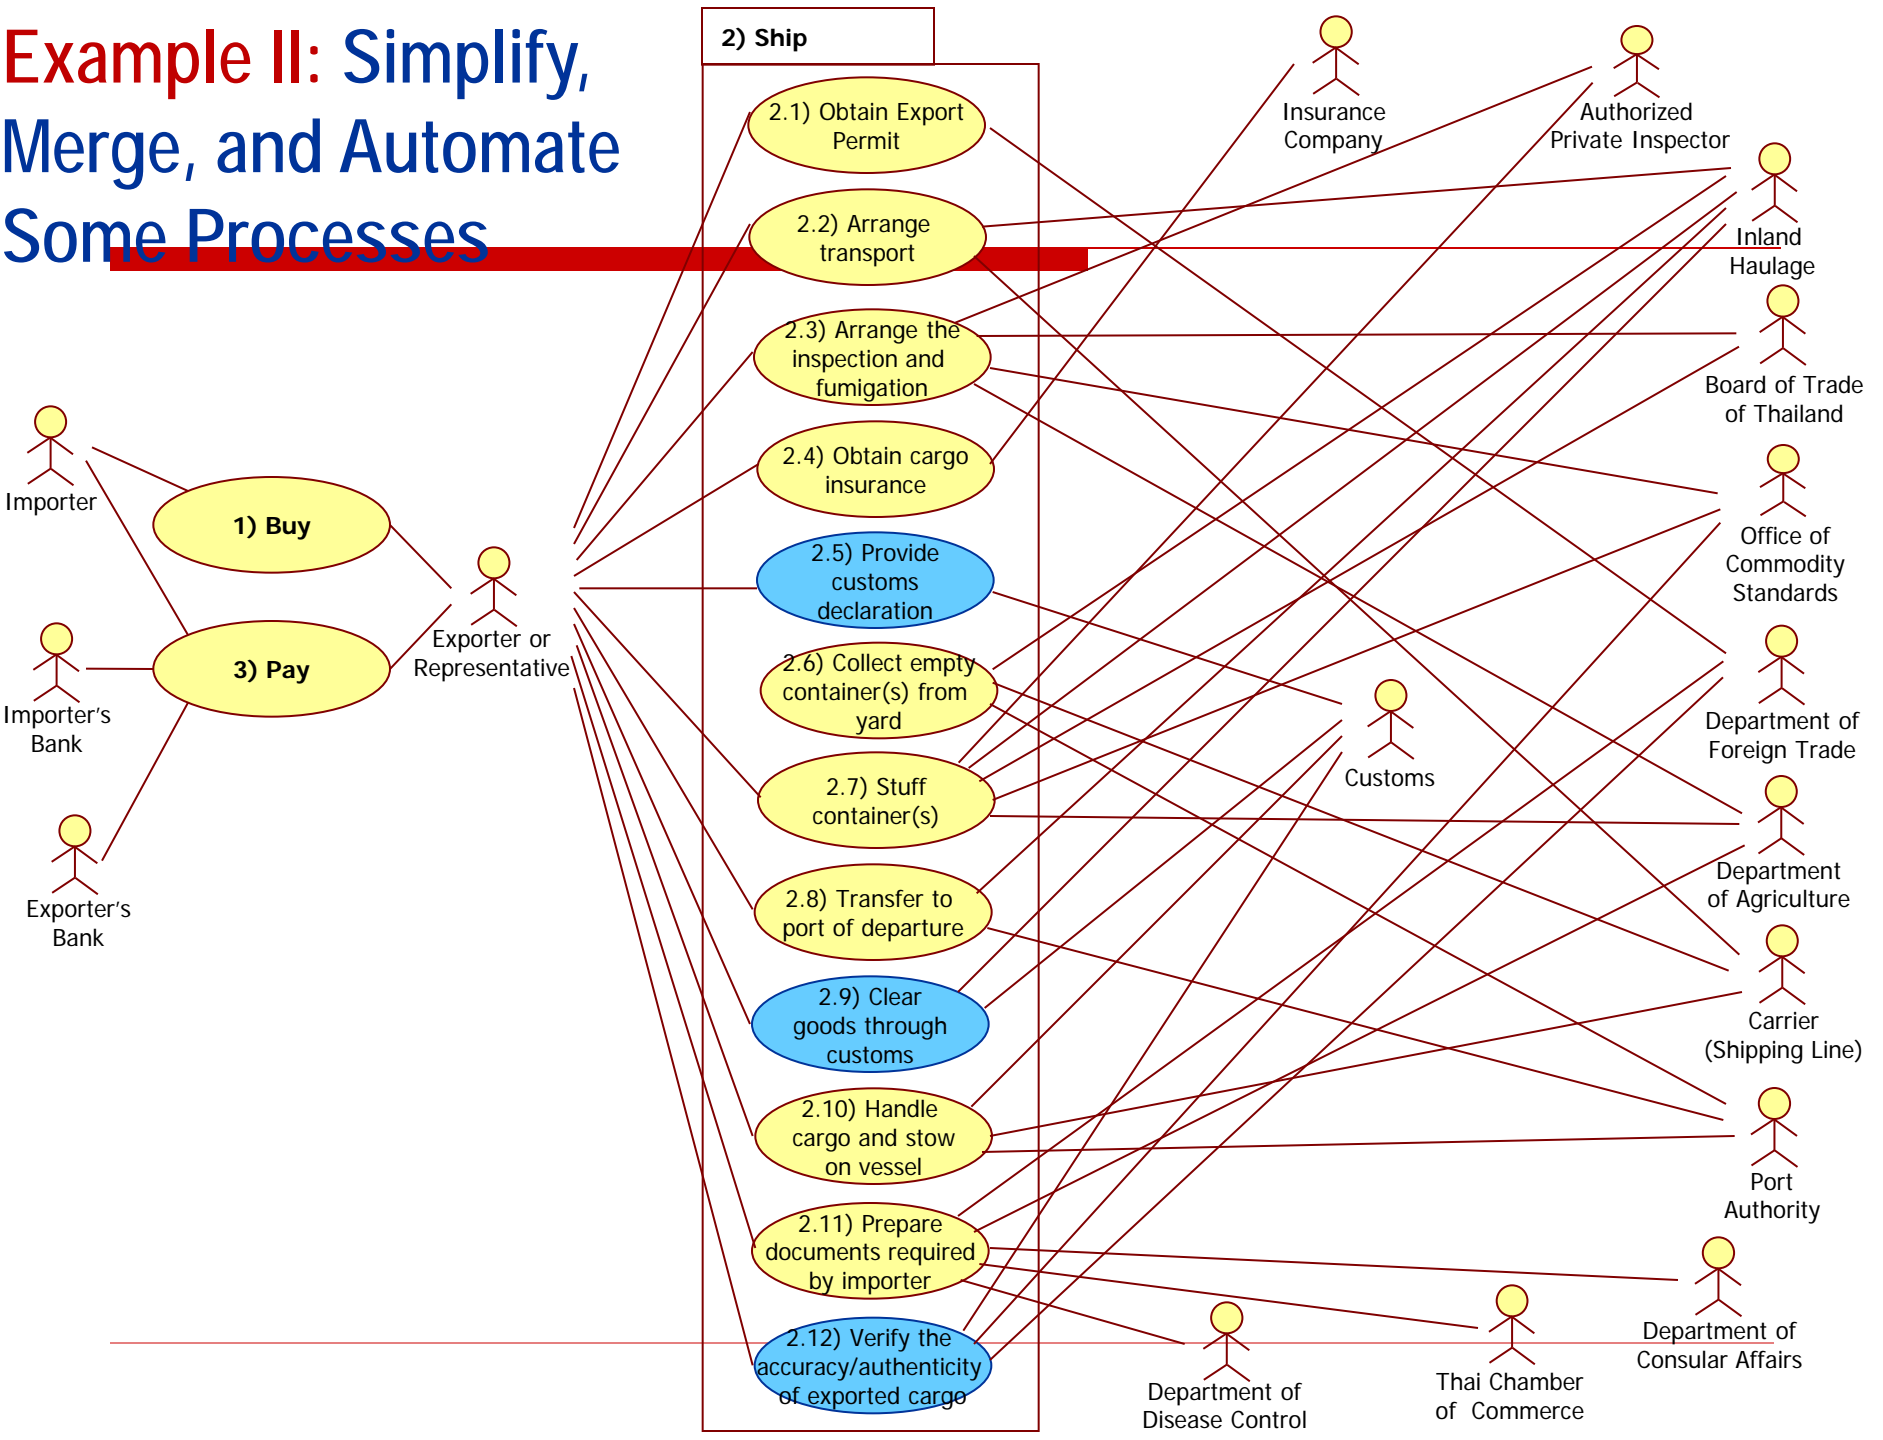 Example II: Simplify,
Merge, and Automate
Some Processes
2) Ship
2.1) Obtain Export
Permit
2.2) Arrange
transport
2.3) Arrange the
inspection and
fumigation
2.4) Obtain cargo
insurance
2.5) Provide
customs
declaration
2.6) Collect empty
container(s) from
yard
2.7) Stuff
container(s)
2.8) Transfer to
port of departure
2.9) Clear
goods through
customs
2.10) Handle
cargo and stow
on vessel
2.11) Prepare
documents required
by importer
2.12) Verify the
accuracy/authenticity
of exported cargo
Importer
1) Buy
3) Pay
Importer's
Bank
Exporter's
Bank
Exporter or
Representative
Insurance
Company
Authorized
Private Inspector
Inland
Haulage
Board of Trade
of Thailand
Office of
Commodity
Standards
Department of
Foreign Trade
Customs
Department
of Agriculture
Carrier
(Shipping Line)
Port
Authority
Department of
Consular Affairs
Thai Chamber
of Commerce
Department of
Disease Control